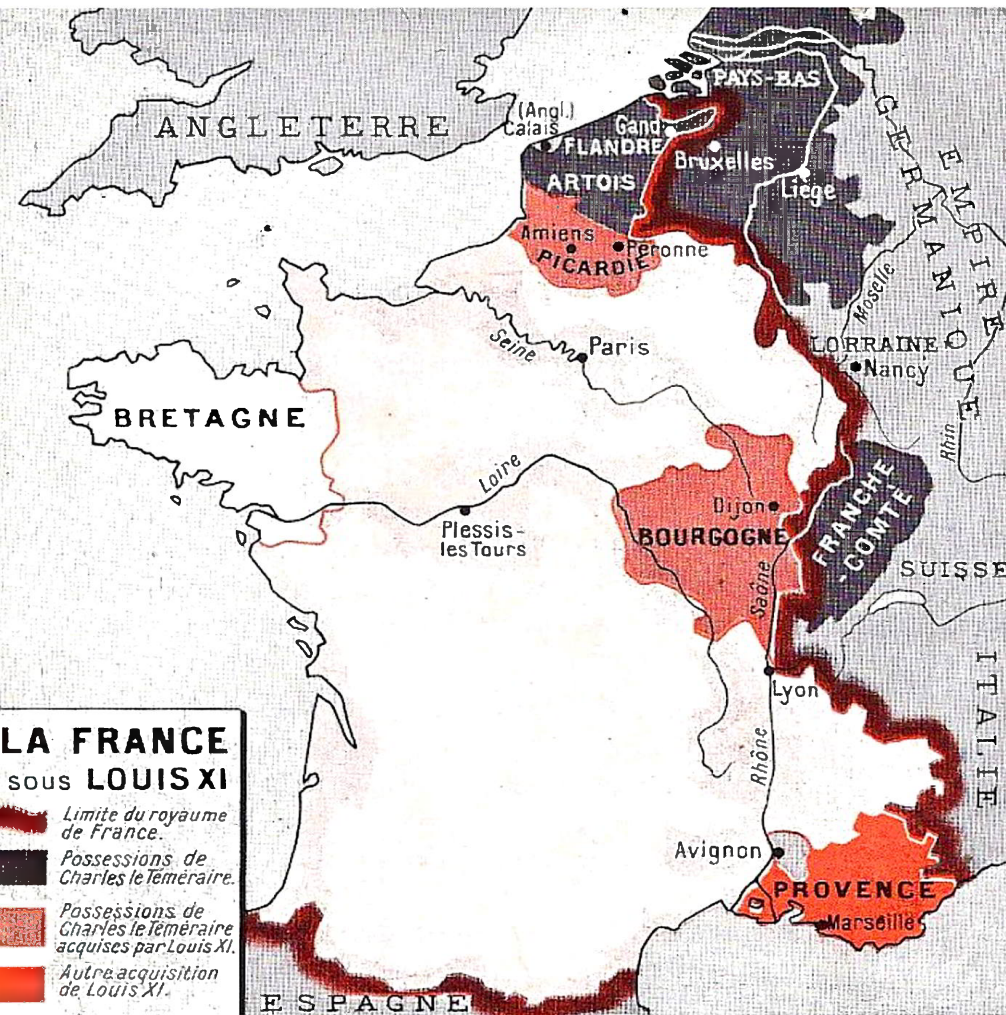 PAYS-BAS
(Angl.)
Calais
ANGLETERRE
Gand
FLANDRE
Bruxelles
ARTOIS
Liège
EMPIRE
GERMANIQUE
Amiens
Péronne
PICARDIE
Moselle
Seine
Paris
LORRAINE
Nancy
BRETAGNE
Rhin
Loire
Dijon
Plessis-
les Tours
BOURGOGNE
FRANCHE
-COMTÉ
SUISSE
Saône
Lyon
ITALIE
Rhône
Avignon
PROVENCE
Marseille
ESPAGNE
LA FRANCE
sous LOUIS XI
Limite du royaume
de France.
Possessions de
Charles le Téméraire.
Possessions de
Charles le Téméraire
acquises par Louis XI.
Autre acquisition
de Louis XI.